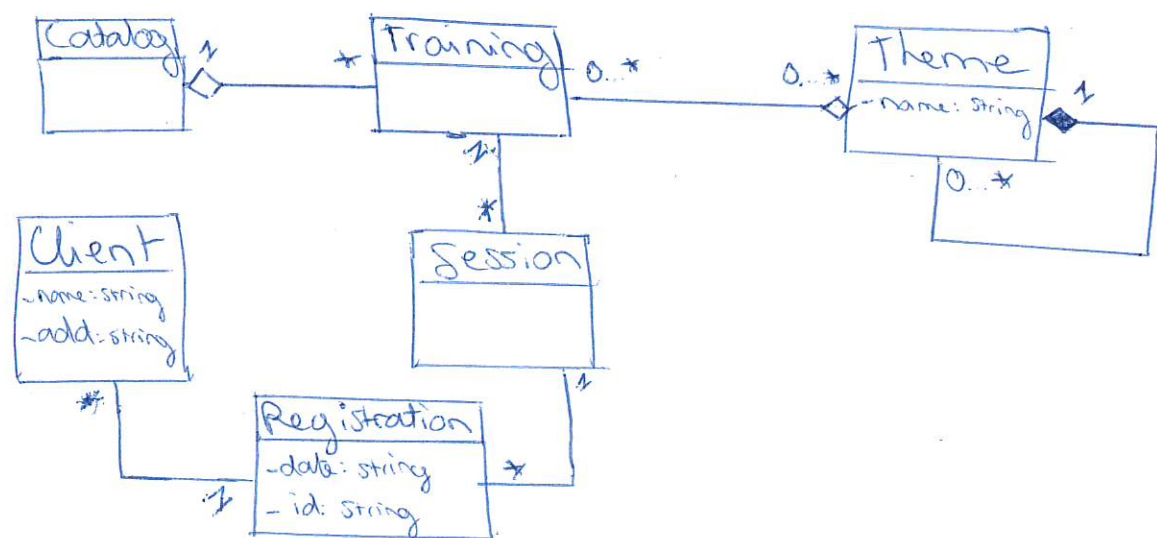 Catalog
1
*
Training
0...*
0...*
Theme
-name: string
1
0...*
1
*
Client
-name: string
-add: string
*
Session
1
Registration
-date: string
- id: string
*
1